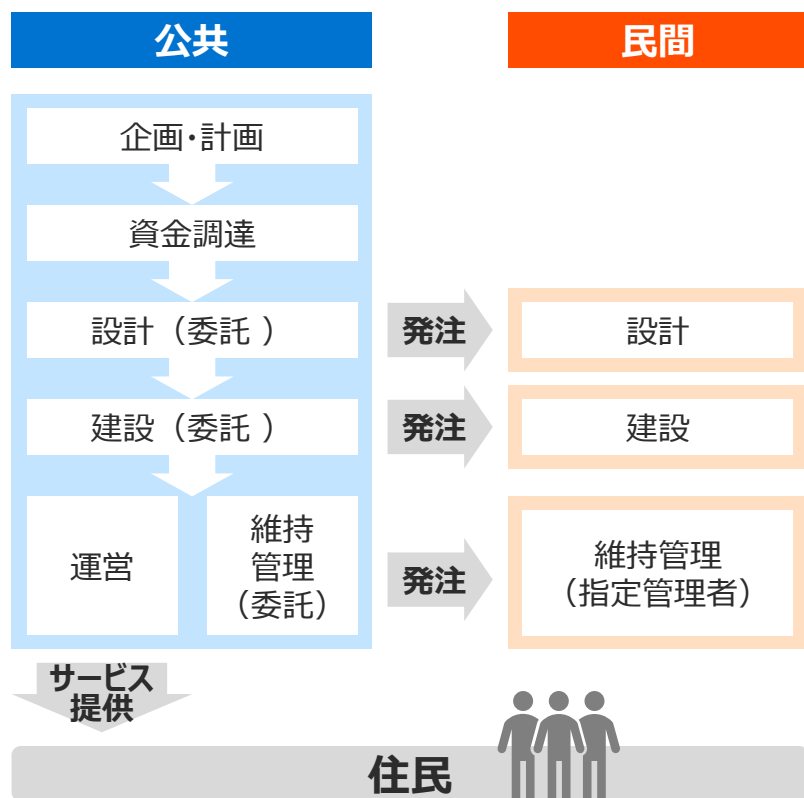 公共
民間
企画・計画
資金調達
設計（委託 ）
発注
設計
建設（委託 ）
発注
建設
運営
維持
管理
（委託）
発注
維持管理
（指定管理者）
サービス
提供
住民